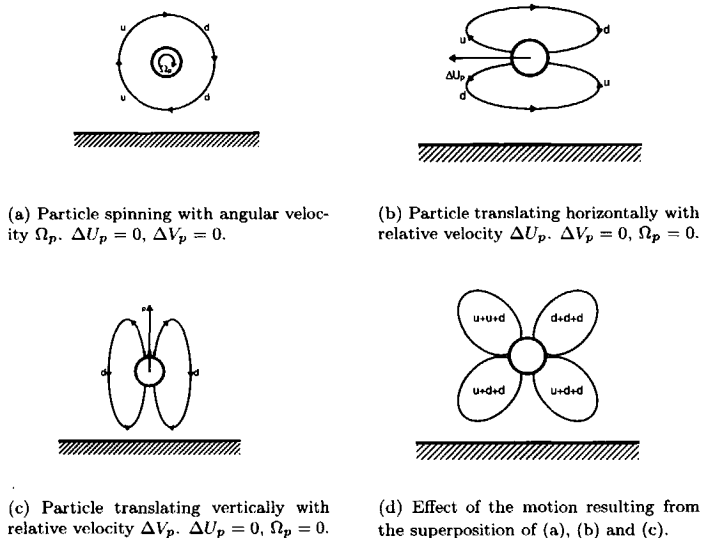 u d
Ωp
u d
u d
ΔUp
d u
(a) Particle spinning with angular veloc-
ity Ωp. ΔUp = 0, ΔVp = 0.
(b) Particle translating horizontally with
relative velocity ΔUp. ΔVp = 0, Ωp = 0.
d d
u+u+d d+d+d
u+d+d u+d+d
(c) Particle translating vertically with
relative velocity ΔVp. ΔUp = 0, Ωp = 0.
(d) Effect of the motion resulting from
the superposition of (a), (b) and (c).